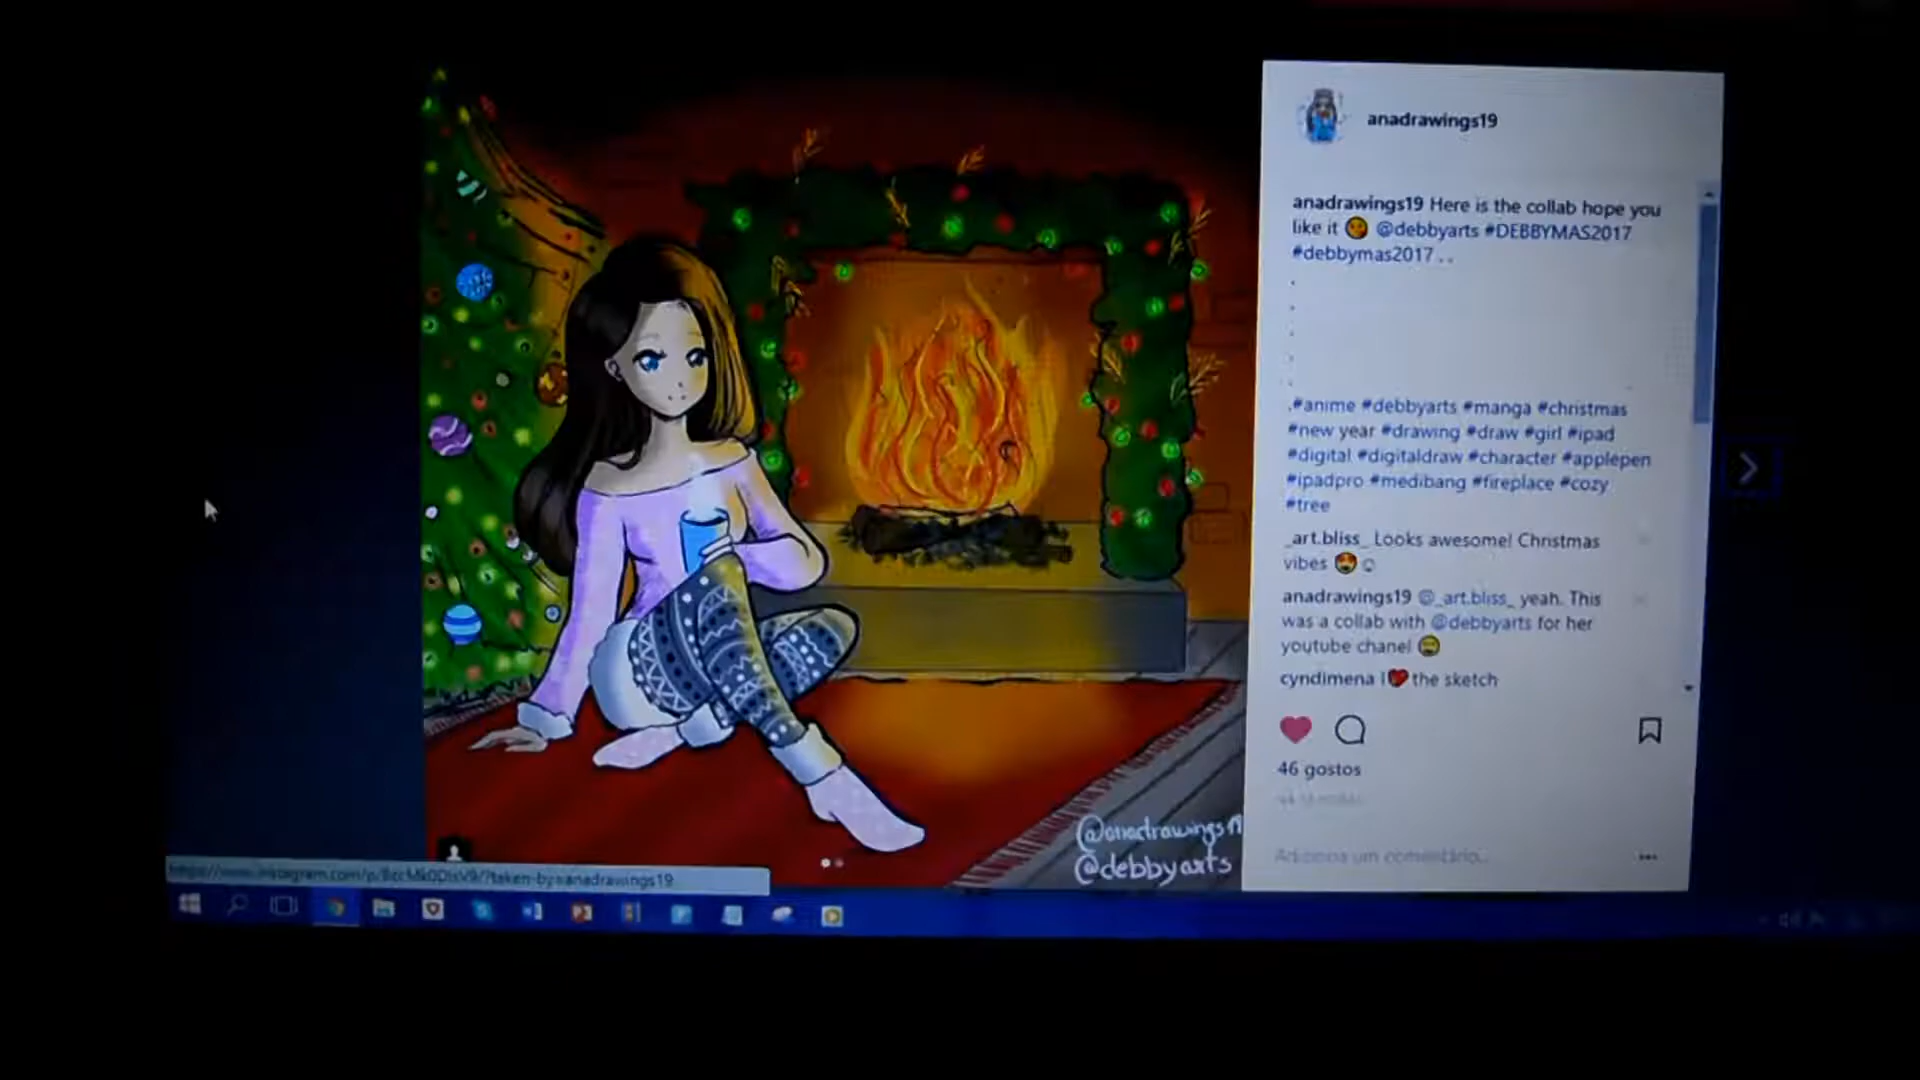 anadrawings19
anadrawings19 Here is the collab hope you
like it @debbyarts #DEBBYMAS2017
#debbymas2017 . .
.
.
.
.
.
.#anime #debbyarts #manga #christmas
#new year #drawing #draw #girl #ipad
#digital #digitaldraw #character #applepen
#ipadpro #medibang #fireplace #cozy
#tree
_art.bliss_ Looks awesome! Christmas
vibes
anadrawings19 @_art.bliss_ yeah. This
was a collab with @debbyarts for her
youtube chanel
cyndimena I the sketch
46 gostos
Adiciona um comentário...
@anadrawings19
@debbyarts